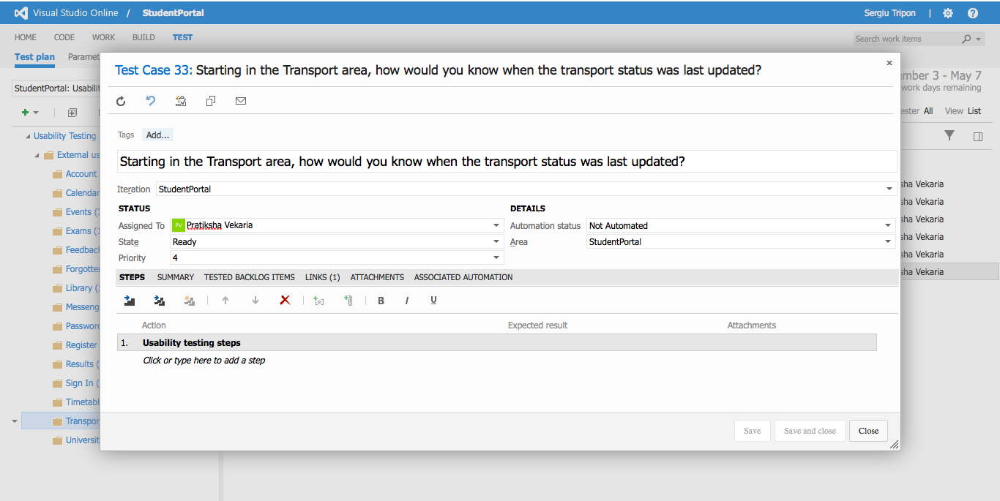 Visual Studio Online / StudentPortal
Sergiu Tripon | ?
HOME CODE WORK BUILD TEST
Search work items
Test plan Paramet
StudentPortal: Usabili
mber 3 - May 7
work days remaining
ester All View List
Usability Testing
External us
Account
Calendar
Events (
Exams (
Feedbac
Forgotte
Library (
Messeng
Password
Register
Results (
Sign In (
Timetabl
Transpor
Universit
Test Case 33: Starting in the Transport area, how would you know when the transport status was last updated?
Tags Add...
Starting in the Transport area, how would you know when the transport status was last updated?
Iteration StudentPortal
STATUS
DETAILS
Assigned To PV Pratiksha Vekaria
Automation status Not Automated
State Ready
Area StudentPortal
Priority 4
STEPS SUMMARY TESTED BACKLOG ITEMS LINKS (1) ATTACHMENTS ASSOCIATED AUTOMATION
B I U
Action Expected result Attachments
1. Usability testing steps
Click or type here to add a step
Save Save and close Close
sha Vekaria
sha Vekaria
sha Vekaria
sha Vekaria
sha Vekaria
sha Vekaria